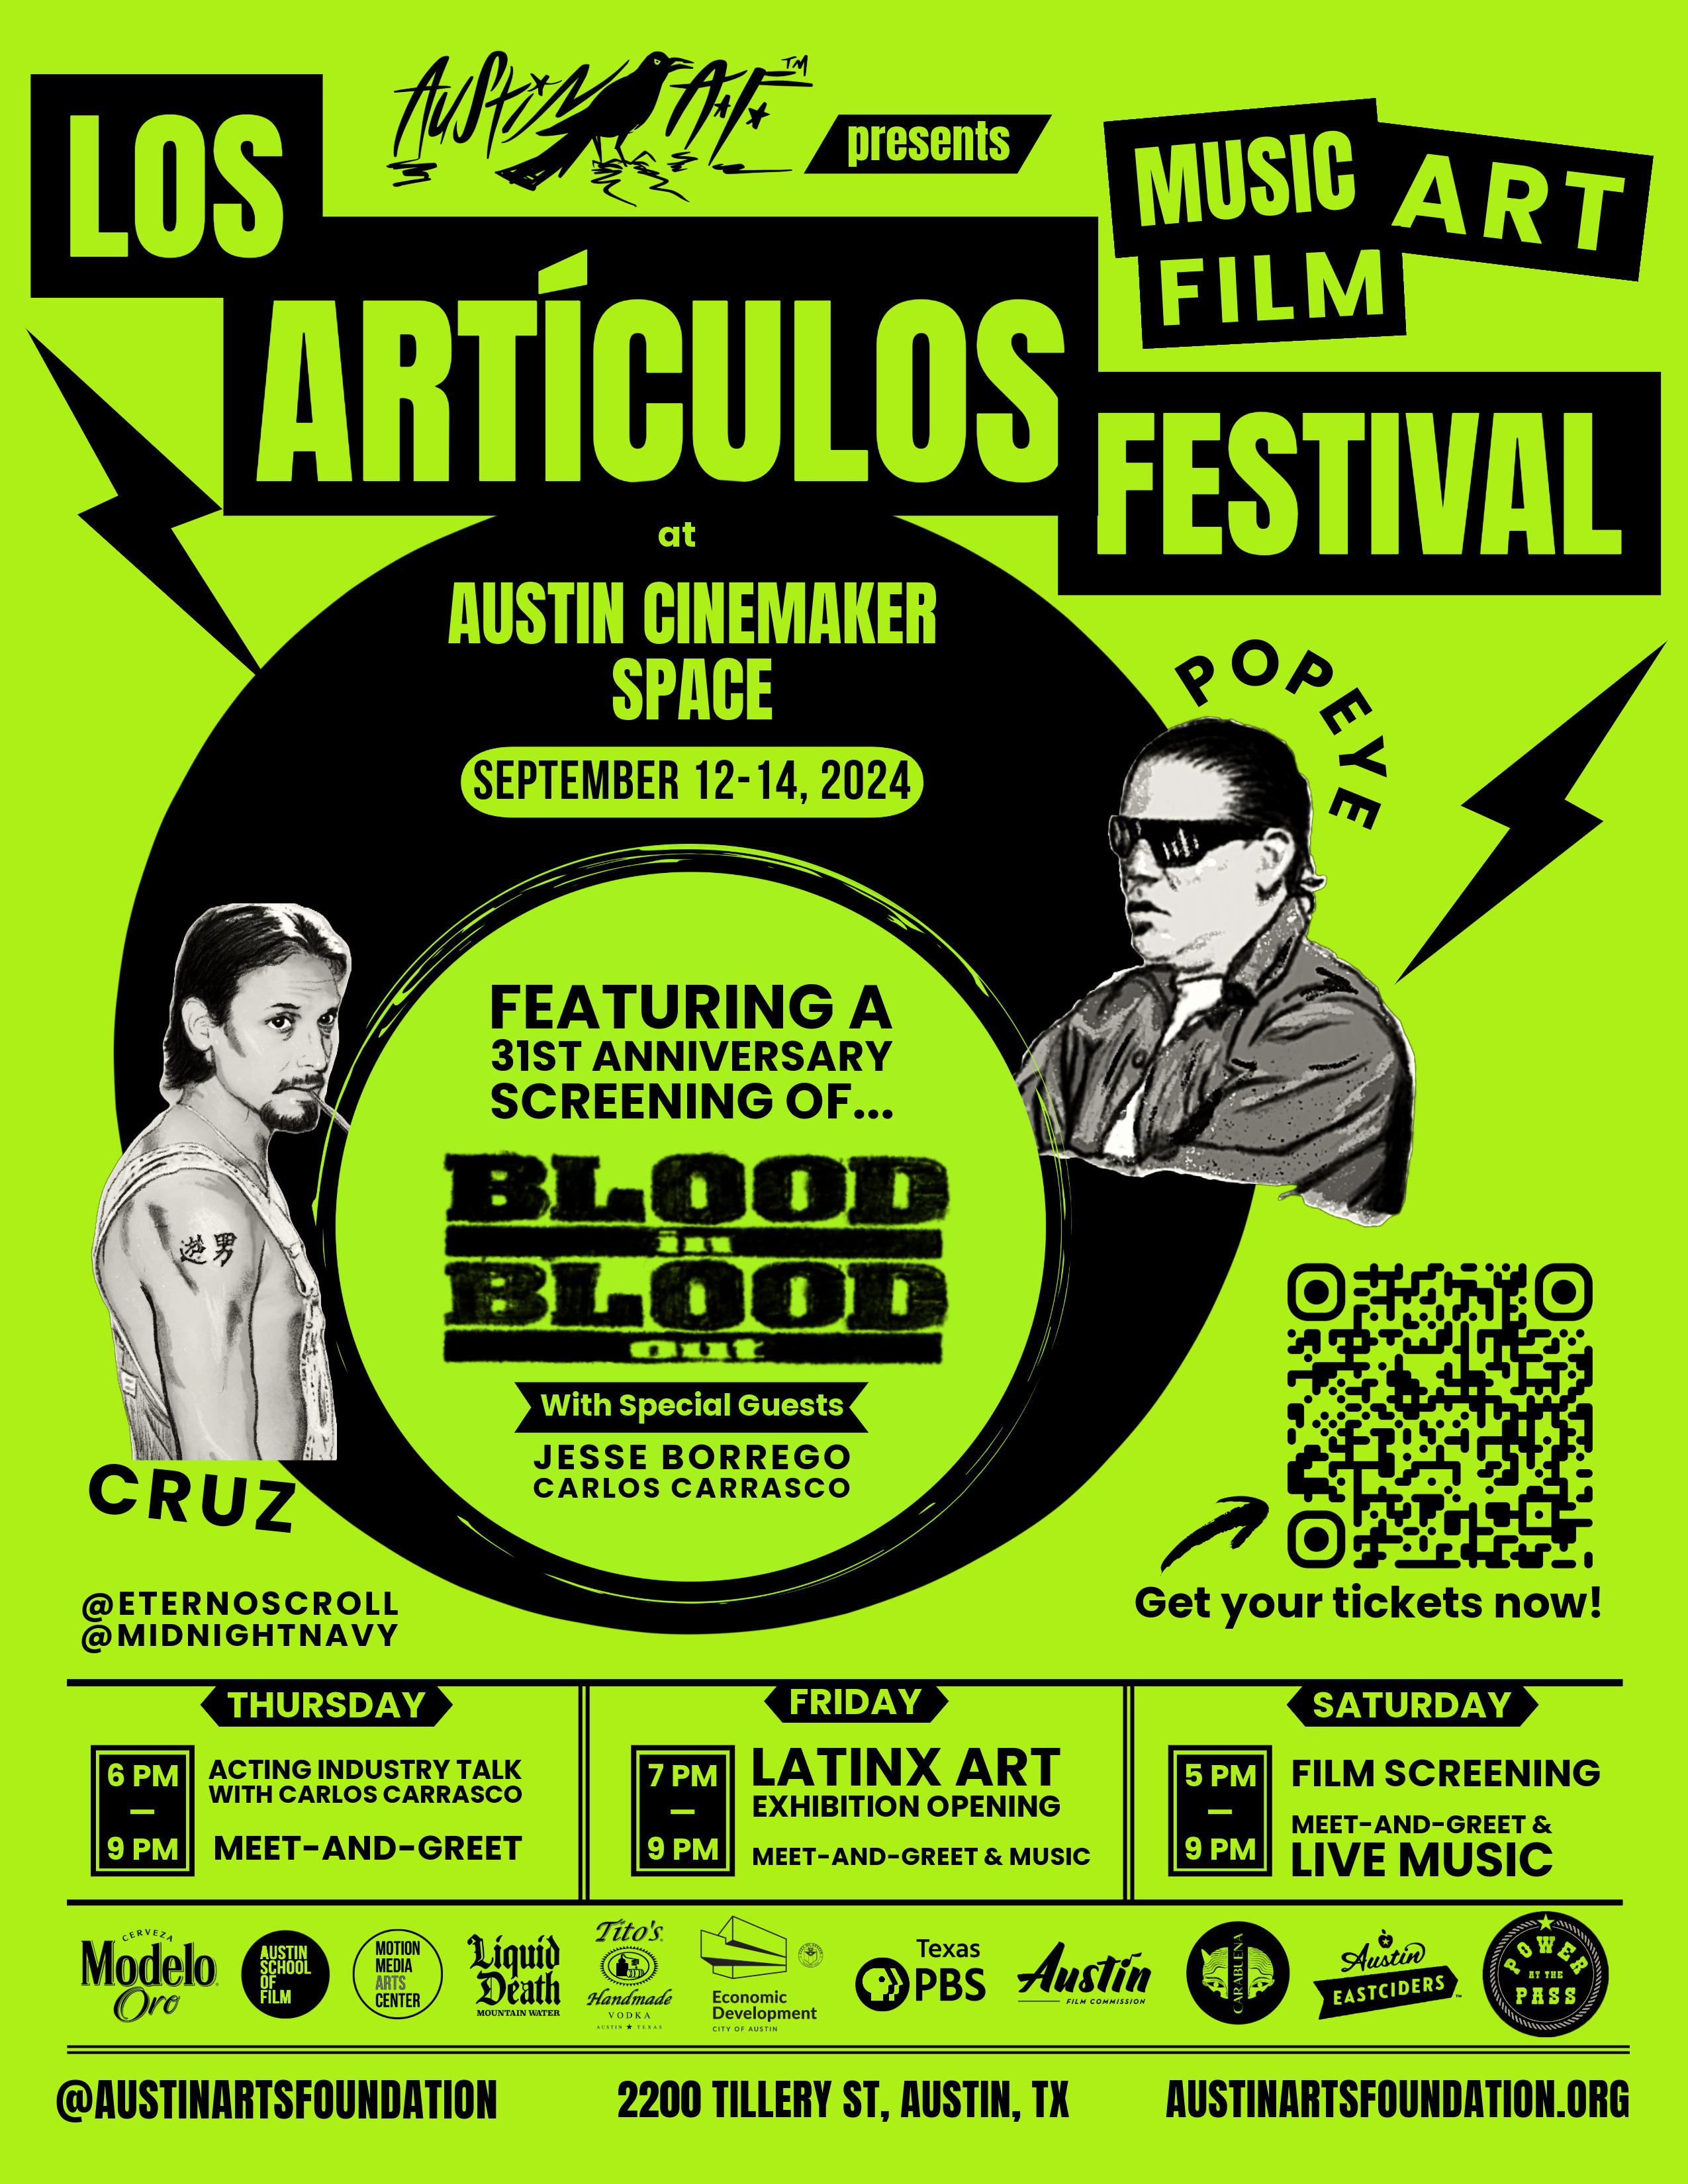 LOS
AUSTIN A.F. TM
presents
MUSIC
ART
FILM
ARTÍCULOS
FESTIVAL
at
AUSTIN CINEMAKER
SPACE
SEPTEMBER 12-14, 2024
POPEYE
FEATURING A
31ST ANNIVERSARY
SCREENING OF...
BLOOD
in
BLOOD
out
With Special Guests
JESSE BORREGO
CARLOS CARRASCO
CRUZ
@ETERNOSCROLL
@MIDNIGHTNAVY
Get your tickets now!
THURSDAY
6 PM
—
9 PM
ACTING INDUSTRY TALK
WITH CARLOS CARRASCO
MEET-AND-GREET
FRIDAY
7 PM
—
9 PM
LATINX ART
EXHIBITION OPENING
MEET-AND-GREET & MUSIC
SATURDAY
5 PM
—
9 PM
FILM SCREENING
MEET-AND-GREET &
LIVE MUSIC
CERVEZA
Modelo
Oro
AUSTIN
SCHOOL
OF
FILM
MOTION
MEDIA
ARTS
CENTER
Liquid
Death
MOUNTAIN WATER
Tito's
Handmade
VODKA
AUSTIN ★ TEXAS
Economic
Development
CITY OF AUSTIN
Texas
PBS
Austin
FILM COMMISSION
CARABUENA
Austin
EASTCIDERS
POWER
AT THE
PASS
@AUSTINARTSFOUNDATION
2200 TILLERY ST, AUSTIN, TX
AUSTINARTSFOUNDATION.ORG